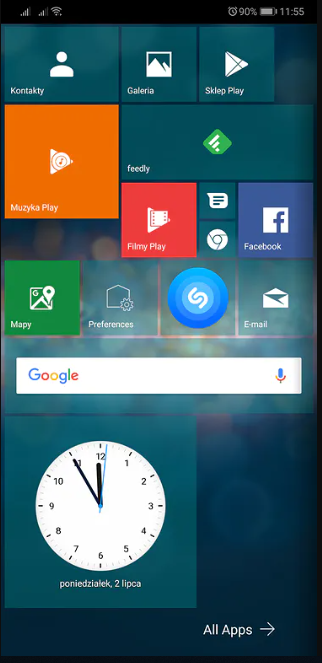 90% 11:55
Kontakty
Galeria
Sklep Play
Muzyka Play
feedly
Filmy Play
Facebook
Mapy
Preferences
E-mail
Google
12
1
2
3
4
5
6
7
8
9
10
11
poniedziałek, 2 lipca
All Apps